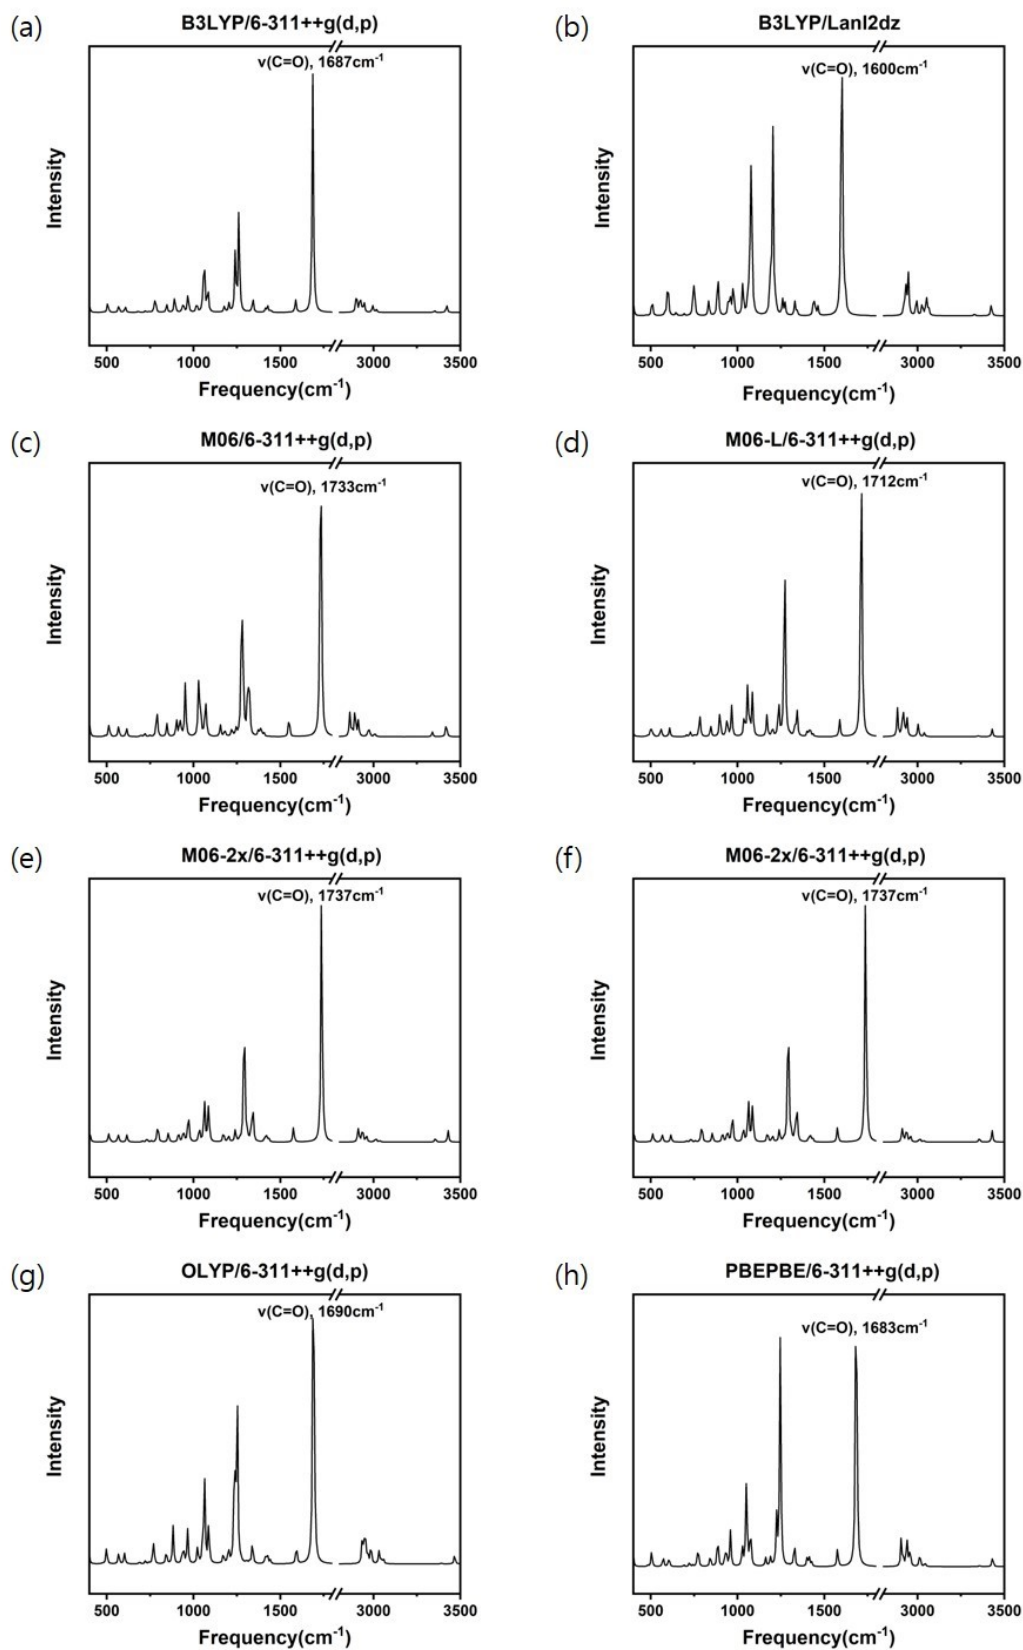 (a)
B3LYP/6-311++g(d,p)
ν(C=O), 1687cm⁻¹
Intensity
500 1000 1500 3000 3500
Frequency(cm⁻¹)
(b)
B3LYP/Lanl2dz
ν(C=O), 1600cm⁻¹
Intensity
500 1000 1500 3000 3500
Frequency(cm⁻¹)
(c)
M06/6-311++g(d,p)
ν(C=O), 1733cm⁻¹
Intensity
500 1000 1500 3000 3500
Frequency(cm⁻¹)
(d)
M06-L/6-311++g(d,p)
ν(C=O), 1712cm⁻¹
Intensity
500 1000 1500 3000 3500
Frequency(cm⁻¹)
(e)
M06-2x/6-311++g(d,p)
ν(C=O), 1737cm⁻¹
Intensity
500 1000 1500 3000 3500
Frequency(cm⁻¹)
(f)
M06-2x/6-311++g(d,p)
ν(C=O), 1737cm⁻¹
Intensity
500 1000 1500 3000 3500
Frequency(cm⁻¹)
(g)
OLYP/6-311++g(d,p)
ν(C=O), 1690cm⁻¹
Intensity
500 1000 1500 3000 3500
Frequency(cm⁻¹)
(h)
PBEPBE/6-311++g(d,p)
ν(C=O), 1683cm⁻¹
Intensity
500 1000 1500 3000 3500
Frequency(cm⁻¹)